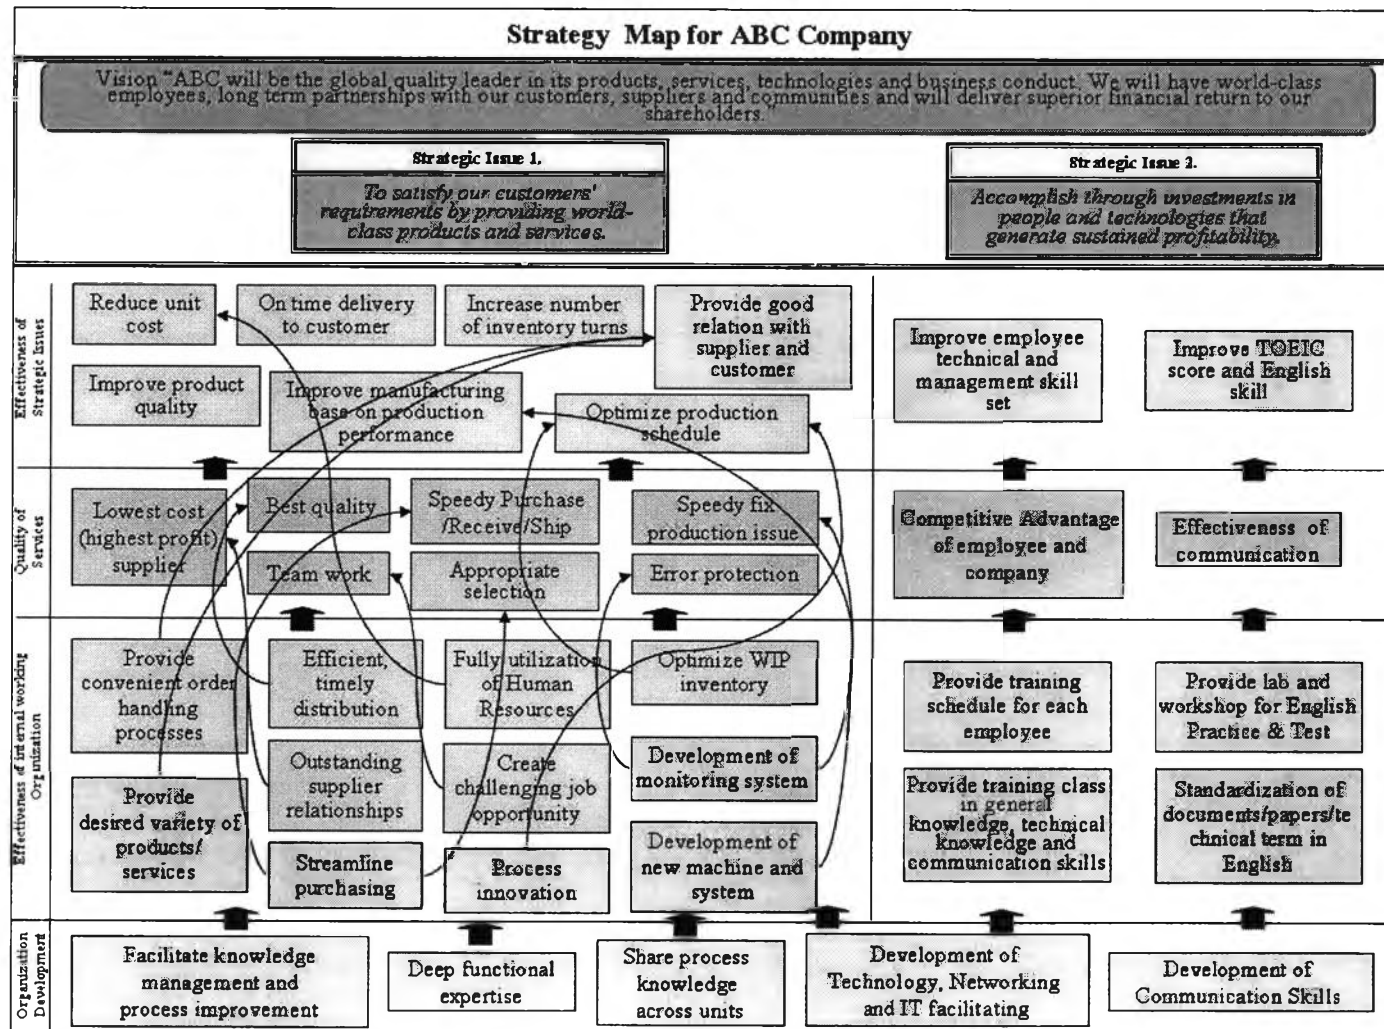 Strategy Map for ABC Company
Vision "ABC will be the global quality leader in its products, services, technologies and business conduct. We will have world-class
employees, long term partnerships with our customers, suppliers and communities and will deliver superior financial return to our
shareholders."
Strategic Issue 1.
To satisfy our customers'
requirements by providing world-
class products and services.
Strategic Issue 2.
Accomplish through investments in
people and technologies that
generate sustained profitability.
Effectiveness of
Strategic Issues
Reduce unit
cost
On time delivery
to customer
Increase number
of inventory turns
Provide good
relation with
supplier and
customer
Improve product
quality
Improve manufacturing
base on production
performance
Optimize production
schedule
Improve employee
technical and
management skill
set
Improve TOEIC
score and English
skill
Quality of
Services
Lowest cost
(highest profit)
supplier
Best quality
Speedy Purchase
/Receive/Ship
Speedy fix
production issue
Team work
Appropriate
selection
Error protection
Competitive Advantage
of employee and
company
Effectiveness of
communication
Effectiveness of internal working
Organization
Provide
convenient order
handling
processes
Efficient,
timely
distribution
Fully utilization
of Human
Resources
Optimize WIP
inventory
Provide
desired variety of
products/
services
Outstanding
supplier
relationships
Create
challenging job
opportunity
Development of
monitoring system
Streamline
purchasing
Process
innovation
Development of
new machine and
system
Provide training
schedule for each
employee
Provide lab and
workshop for English
Practice & Test
Provide training class
in general
knowledge, technical
knowledge and
communication skills
Standardization of
documents/papers/te
chnical term in
English
Organization
Development
Facilitate knowledge
management and
process improvement
Deep functional
expertise
Share process
knowledge
across units
Development of
Technology, Networking
and IT facilitating
Development of
Communication Skills